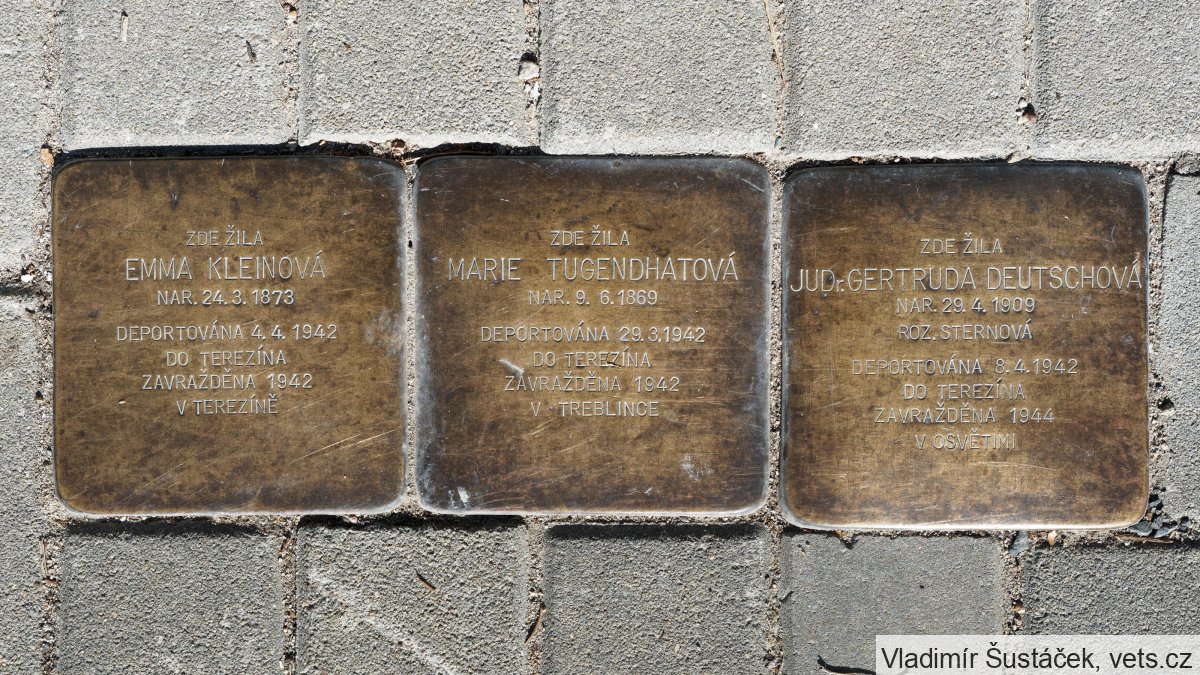 ZDE ŽILA
EMMA KLEINOVÁ
NAR. 24. 3. 1873
DEPORTOVÁNA 4. 4. 1942
DO TEREZÍNA
ZAVRAŽDĚNA 1942
V TEREZÍNĚ
ZDE ŽILA
MARIE TUGENDHATOVÁ
NAR. 9. 6. 1869
DEPORTOVÁNA 29. 3. 1942
DO TEREZÍNA
ZAVRAŽDĚNA 1942
V TREBLINCE
ZDE ŽILA
JUDr. GERTRUDA DEUTSCHOVÁ
NAR. 29. 4. 1909
ROZ. STERNOVÁ
DEPORTOVÁNA 8. 4. 1942
DO TEREZÍNA
ZAVRAŽDĚNA 1944
V OSVĚTIMI
Vladimír Šustáček, vets.cz